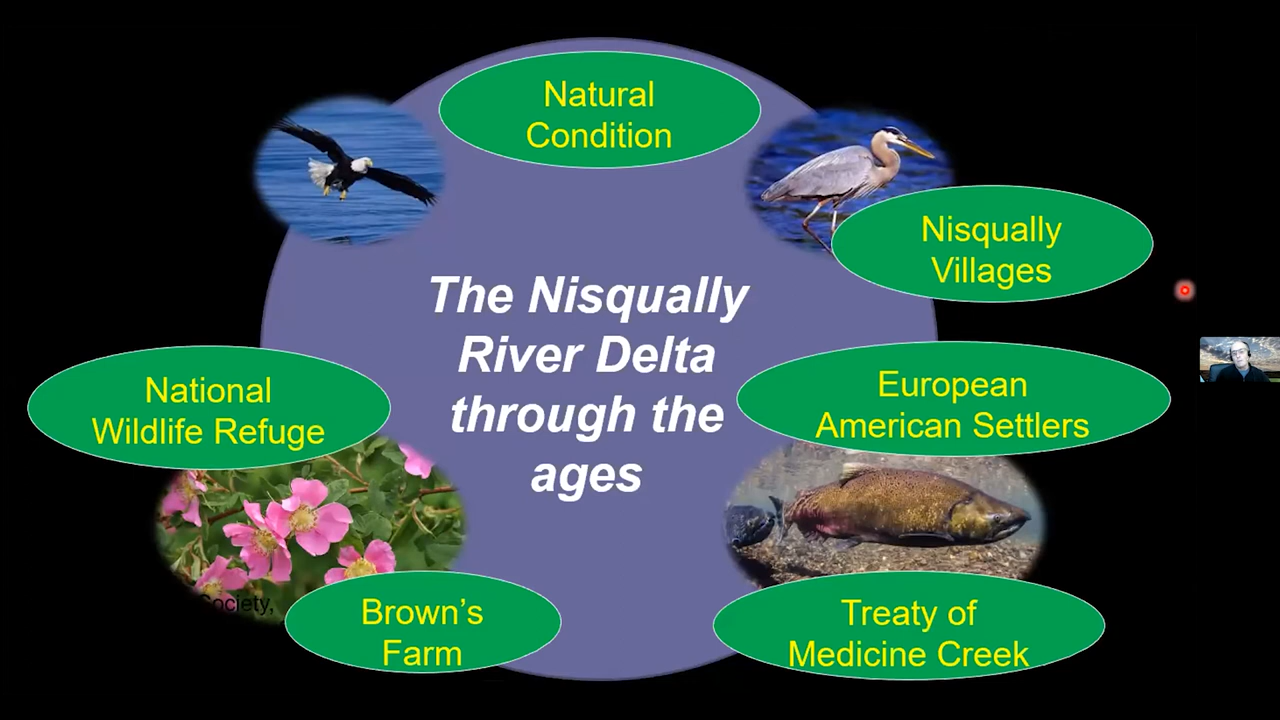 Natural
Condition
Nisqually
Villages
The Nisqually
River Delta
through the
ages
European
American Settlers
National
Wildlife Refuge
Treaty of
Medicine Creek
Brown's
Farm
Society,